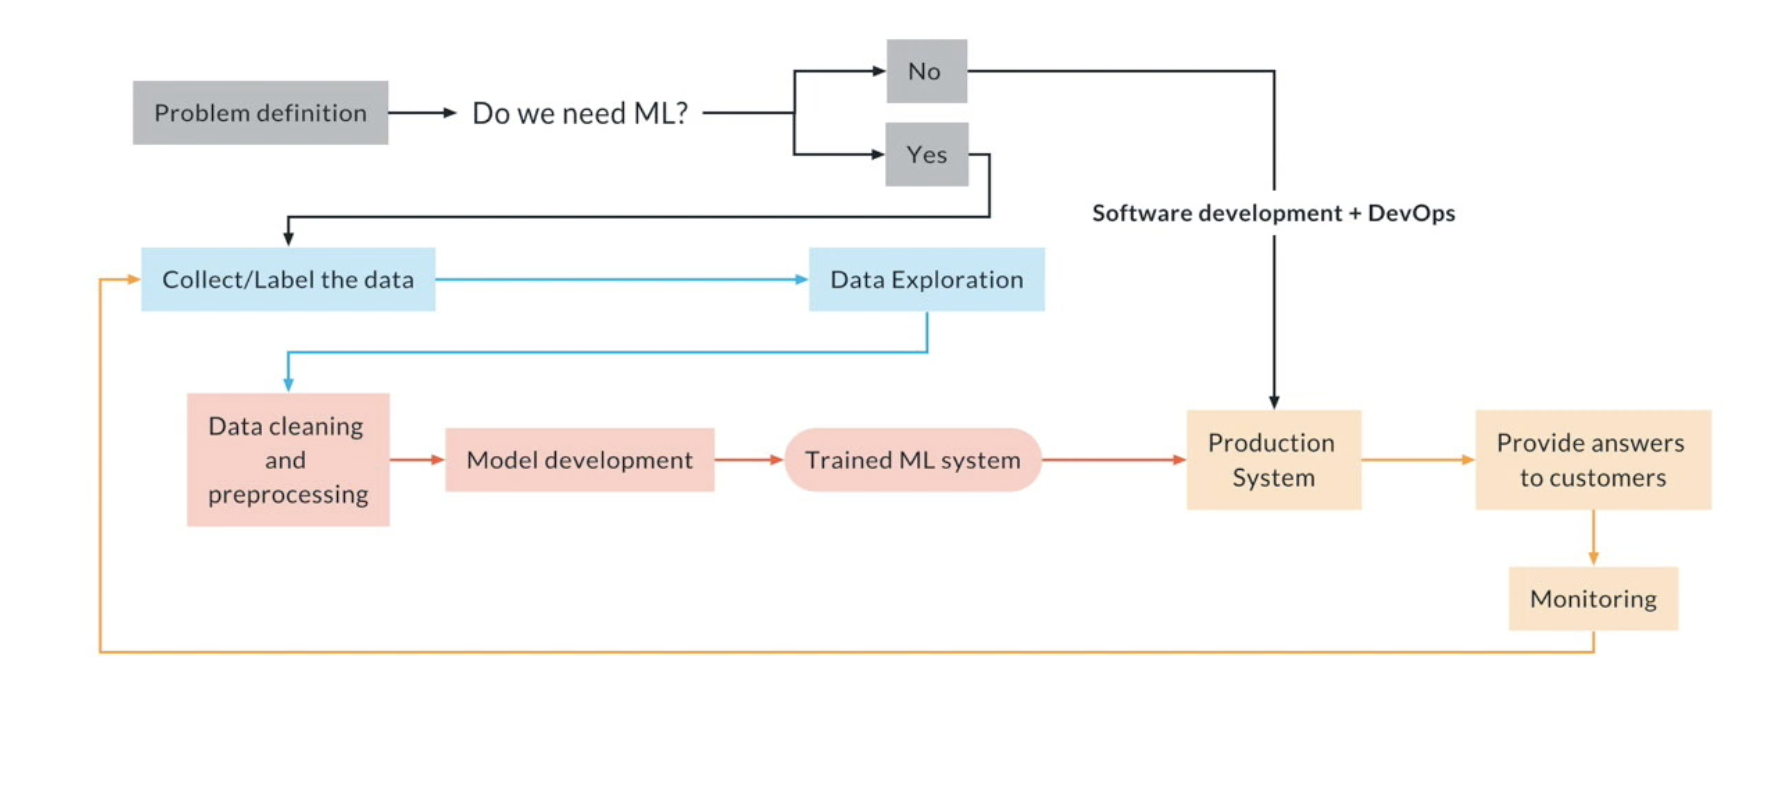 Problem definition
Do we need ML?
No
Yes
Software development + DevOps
Collect/Label the data
Data Exploration
Data cleaning
and
preprocessing
Model development
Trained ML system
Production
System
Provide answers
to customers
Monitoring